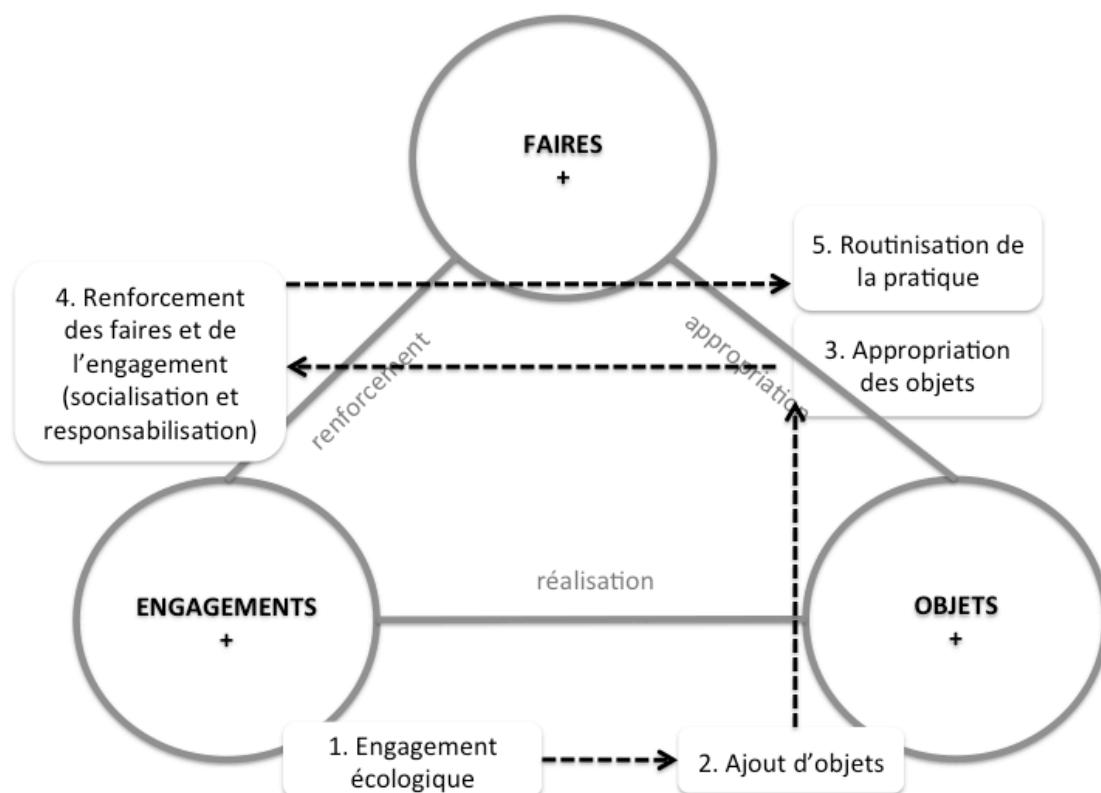 FAIRES
+
5. Routinisation de
la pratique
4. Renforcement
des faires et de
l’engagement
(socialisation et
responsabilisation)
renforcement
appropriation
3. Appropriation
des objets
réalisation
ENGAGEMENTS
+
OBJETS
+
1. Engagement
écologique
2. Ajout d’objets